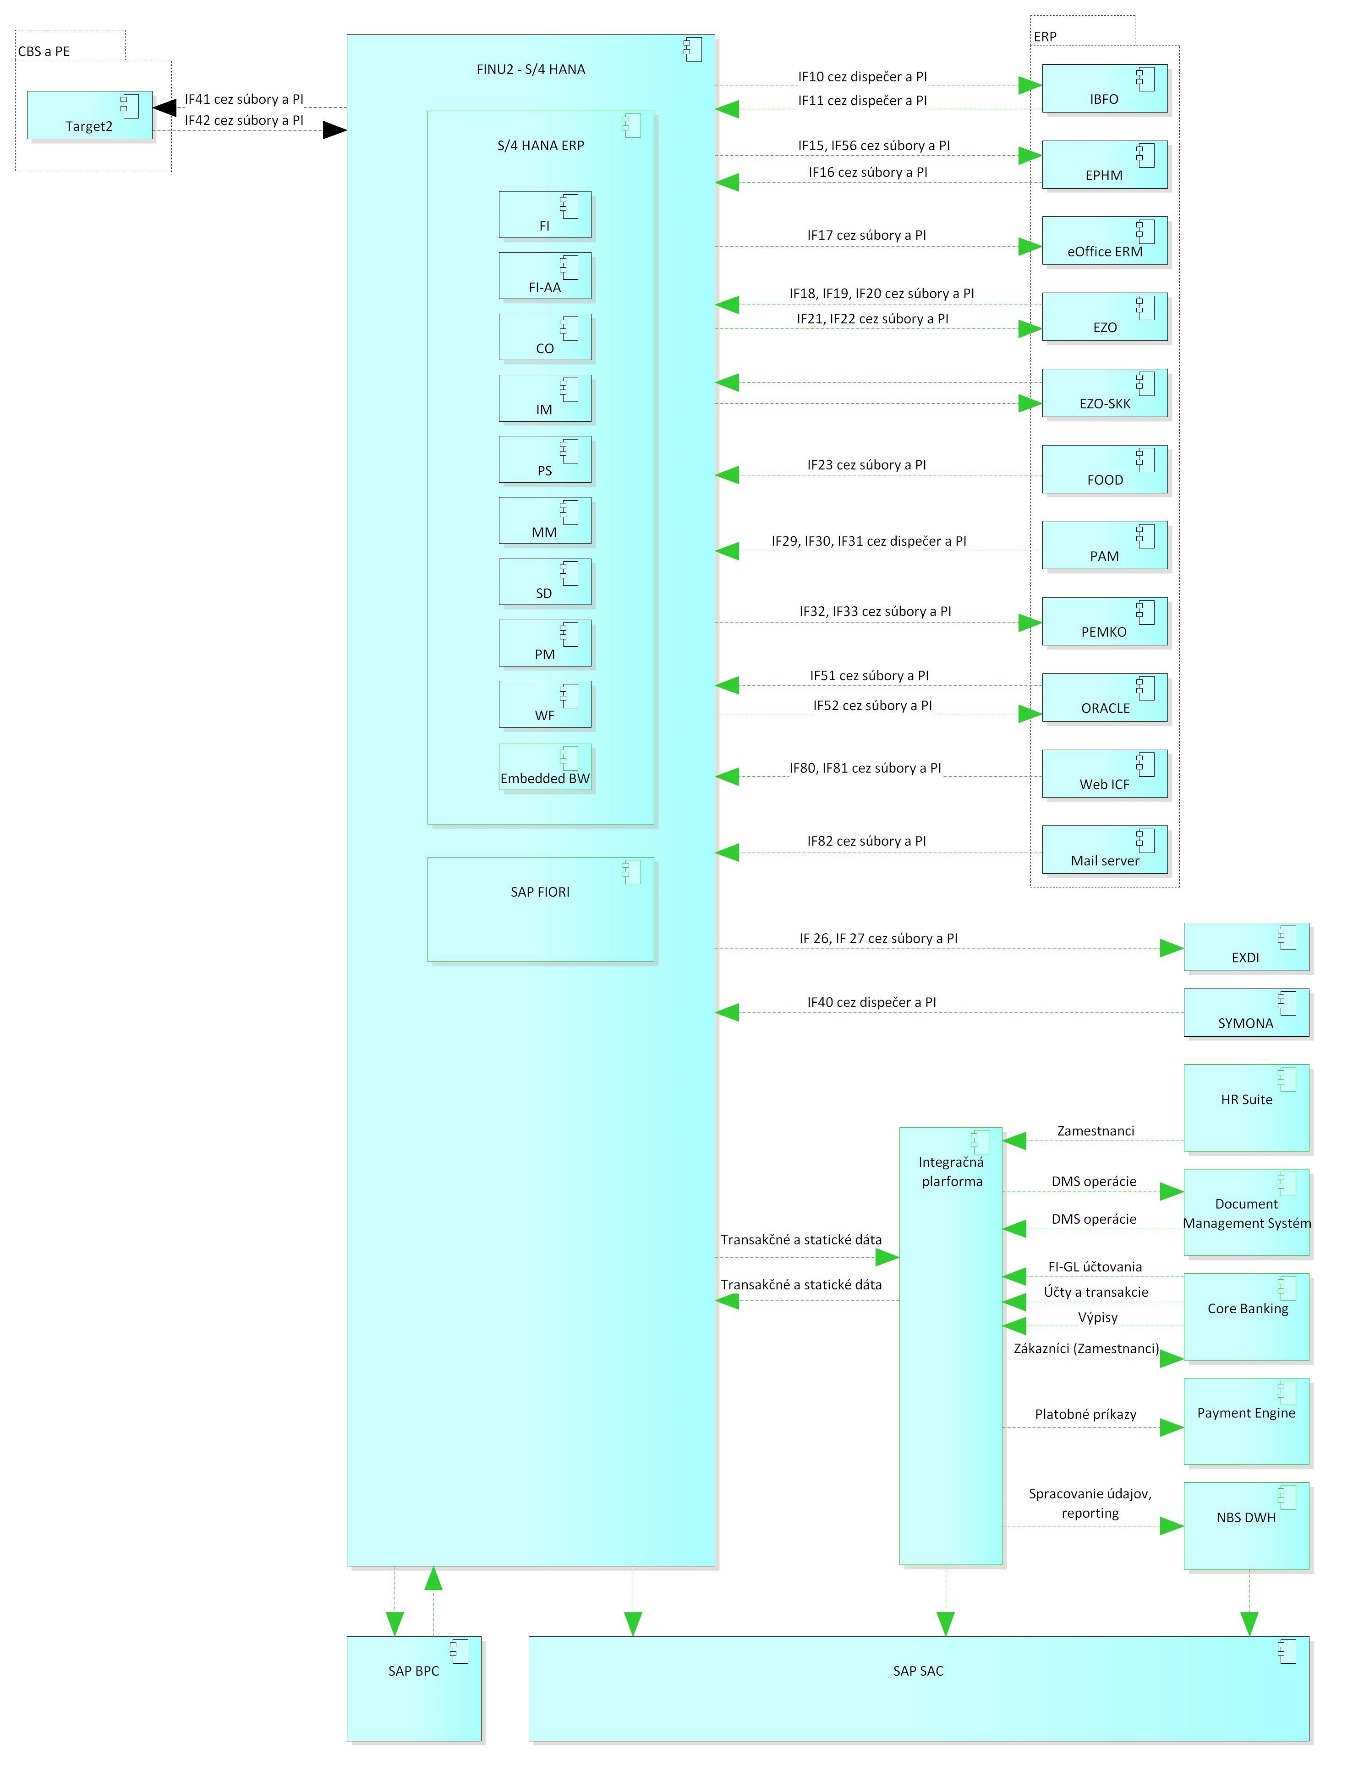 CBS a PE
Target2
IF41 cez súbory a PI
IF42 cez súbory a PI
FINU2 - S/4 HANA
S/4 HANA ERP
FI
FI-AA
CO
IM
PS
MM
SD
PM
WF
Embedded BW
SAP FIORI
ERP
IF10 cez dispečer a PI
IF11 cez dispečer a PI
IBFO
IF15, IF56 cez súbory a PI
IF16 cez súbory a PI
EPHM
IF17 cez súbory a PI
eOffice ERM
IF18, IF19, IF20 cez súbory a PI
IF21, IF22 cez súbory a PI
EZO
EZO-SKK
IF23 cez súbory a PI
FOOD
IF29, IF30, IF31 cez dispečer a PI
PAM
IF32, IF33 cez súbory a PI
PEMKO
IF51 cez súbory a PI
IF52 cez súbory a PI
ORACLE
IF80, IF81 cez súbory a PI
Web ICF
IF82 cez súbory a PI
Mail server
IF 26, IF 27 cez súbory a PI
EXDI
IF40 cez dispečer a PI
SYMONA
HR Suite
Zamestnanci
Integračná
plarforma
DMS operácie
DMS operácie
Document
Management Systém
Transakčné a statické dáta
Transakčné a statické dáta
FI-GL účtovania
Účty a transakcie
Výpisy
Zákazníci (Zamestnanci)
Core Banking
Platobné príkazy
Payment Engine
Spracovanie údajov,
reporting
NBS DWH
SAP BPC
SAP SAC